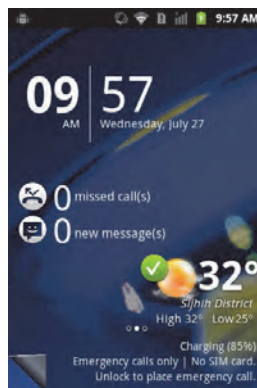 9:57 AM
09 57
AM Wednesday, July 27
0 missed call(s)
0 new message(s)
32°
Sijhih District
High 32° Low 25°
Charging (85%)
Emergency calls only | No SIM card.
Unlock to place emergency call.